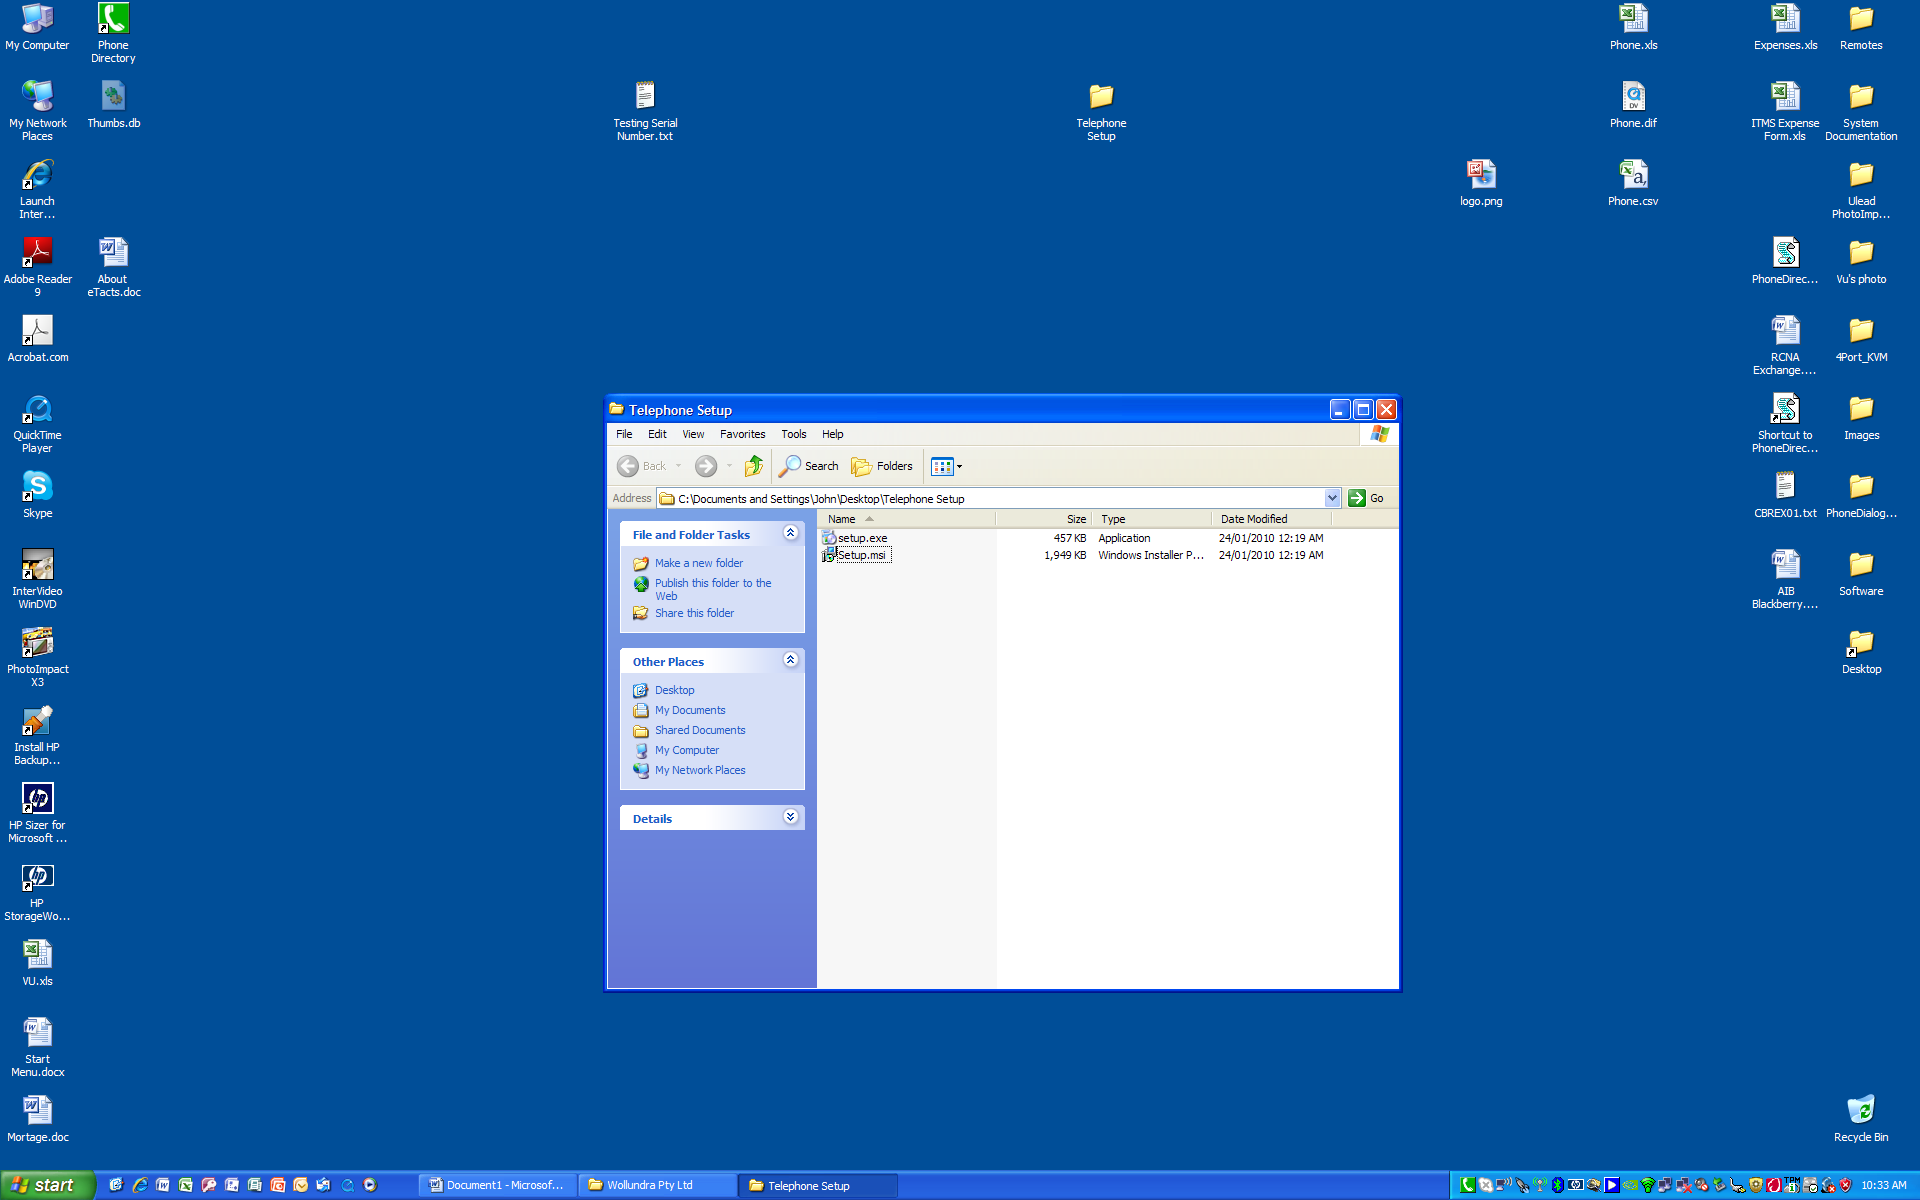 My Computer
Phone
Directory
Phone.xls
Expenses.xls
Remotes
My Network
Places
Thumbs.db
Testing Serial
Number.txt
Telephone
Setup
Phone.dif
ITMS Expense
Form.xls
System
Documentation
Launch
Inter...
logo.png
Phone.csv
Ulead
PhotoImp...
Adobe Reader
9
About
eTacts.doc
PhoneDirec...
Vu's photo
Acrobat.com
RCNA
Exchange....
4Port_KVM
QuickTime
Player
Shortcut to
PhoneDirec...
Images
Skype
CBREX01.txt
PhoneDialog...
InterVideo
WinDVD
AIB
Blackberry....
Software
PhotoImpact
X3
Desktop
Install HP
Backup...
HP Sizer for
Microsoft ...
HP
StorageWo...
VU.xls
Start
Menu.docx
Mortage.doc
Recycle Bin
Telephone Setup
File Edit View Favorites Tools Help
Back Search Folders
Address C:\Documents and Settings\John\Desktop\Telephone Setup Go
File and Folder Tasks
Make a new folder
Publish this folder to the
Web
Share this folder
Other Places
Desktop
My Documents
Shared Documents
My Computer
My Network Places
Details
Name Size Type Date Modified
setup.exe 457 KB Application 24/01/2010 12:19 AM
Setup.msi 1,949 KB Windows Installer P... 24/01/2010 12:19 AM
start
Document1 - Microsof...
Wollundra Pty Ltd
Telephone Setup
10:33 AM